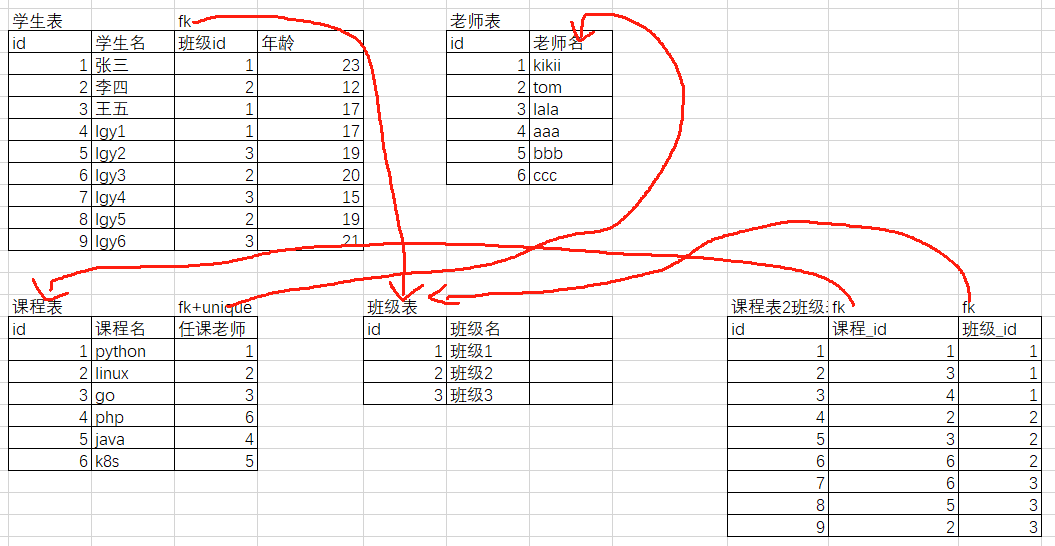 学生表 fk
id 学生名 班级id 年龄
1 张三 1 23
2 李四 2 12
3 王五 1 17
4 lgy1 1 17
5 lgy2 3 19
6 lgy3 2 20
7 lgy4 3 15
8 lgy5 2 19
9 lgy6 3 21
老师表
id 老师名
1 kikii
2 tom
3 lala
4 aaa
5 bbb
6 ccc
课程表 fk+unique
id 课程名 任课老师
1 python 1
2 linux 2
3 go 3
4 php 6
5 java 4
6 k8s 5
班级表
id 班级名
1 班级1
2 班级2
3 班级3
课程表2班级 fk fk
id 课程_id 班级_id
1 1 1
2 3 1
3 4 1
4 2 2
5 3 2
6 6 2
7 6 3
8 5 3
9 2 3